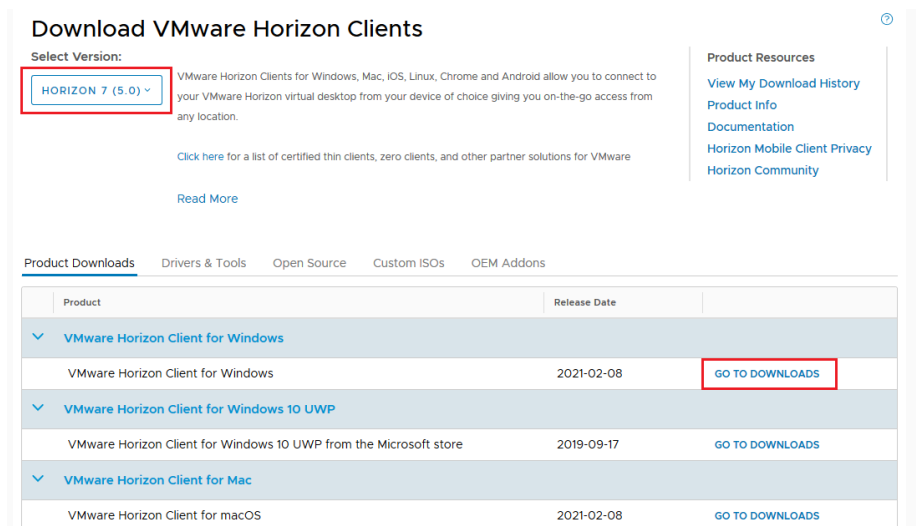 Download VMware Horizon Clients
Select Version:
HORIZON 7 (5.0)
VMware Horizon Clients for Windows, Mac, iOS, Linux, Chrome and Android allow you to connect to
your VMware Horizon virtual desktop from your device of choice giving you on-the-go access from
any location.
Click here for a list of certified thin clients, zero clients, and other partner solutions for VMware
Read More
?
Product Resources
View My Download History
Product Info
Documentation
Horizon Mobile Client Privacy
Horizon Community
Product Downloads Drivers & Tools Open Source Custom ISOs OEM Addons
Product Release Date
VMware Horizon Client for Windows
VMware Horizon Client for Windows 2021-02-08 GO TO DOWNLOADS
VMware Horizon Client for Windows 10 UWP
VMware Horizon Client for Windows 10 UWP from the Microsoft store 2019-09-17 GO TO DOWNLOADS
VMware Horizon Client for Mac
VMware Horizon Client for macOS 2021-02-08 GO TO DOWNLOADS